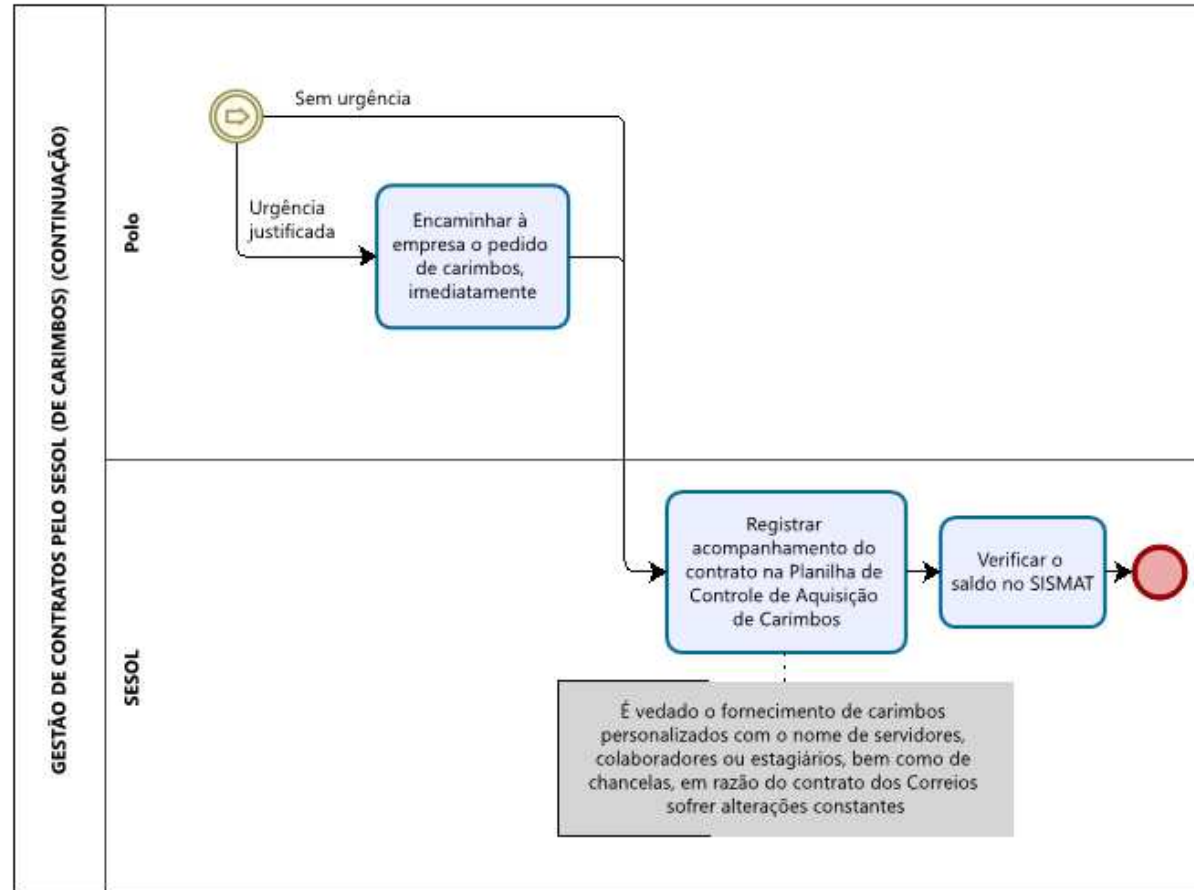 GESTÃO DE CONTRATOS PELO SESOL (DE CARIMBOS) (CONTINUAÇÃO)
Polo
Sem urgência
Urgência
justificada
Encaminhar à
empresa o pedido
de carimbos,
imediatamente
SESOL
Registrar
acompanhamento do
contrato na Planilha de
Controle de Aquisição
de Carimbos
Verificar o
saldo no SISMAT
É vedado o fornecimento de carimbos
personalizados com o nome de servidores,
colaboradores ou estagiários, bem como de
chancelas, em razão do contrato dos Correios
sofrer alterações constantes